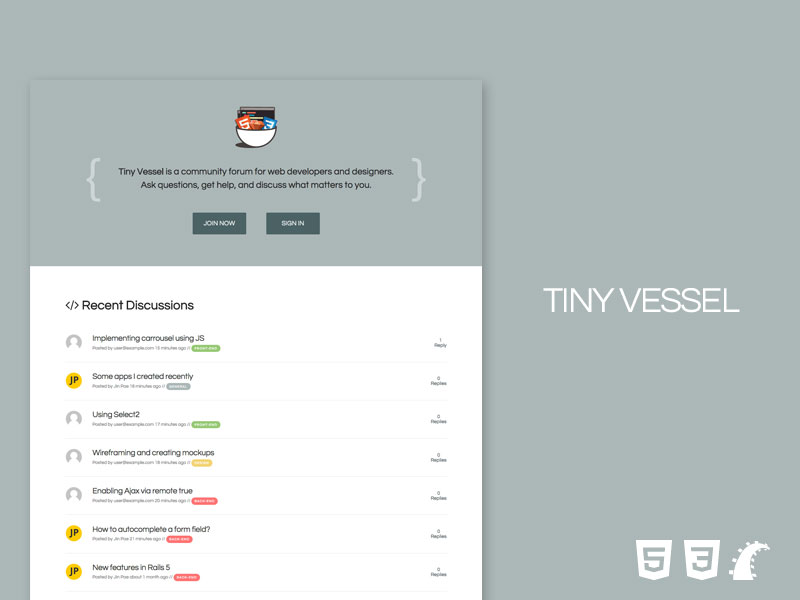 { Tiny Vessel is a community forum for web developers and designers. }
Ask questions, get help, and discuss what matters to you.
JOIN NOW
SIGN IN
</> Recent Discussions
Implementing carrousel using JS
Posted by user@example.com 15 minutes ago // FRONT-END
1
Reply
JP
Some apps I created recently
Posted by Jin Pae 16 minutes ago // GENERAL
0
Replies
Using Select2
Posted by user@example.com 17 minutes ago // FRONT-END
0
Replies
Wireframing and creating mockups
Posted by user@example.com 18 minutes ago // DESIGN
0
Replies
Enabling Ajax via remote true
Posted by user@example.com 20 minutes ago // BACK-END
0
Replies
JP
How to autocomplete a form field?
Posted by Jin Pae 21 minutes ago // BACK-END
0
Replies
JP
New features in Rails 5
Posted by Jin Pae about 1 month ago // BACK-END
0
Replies
TINY VESSEL
5 3